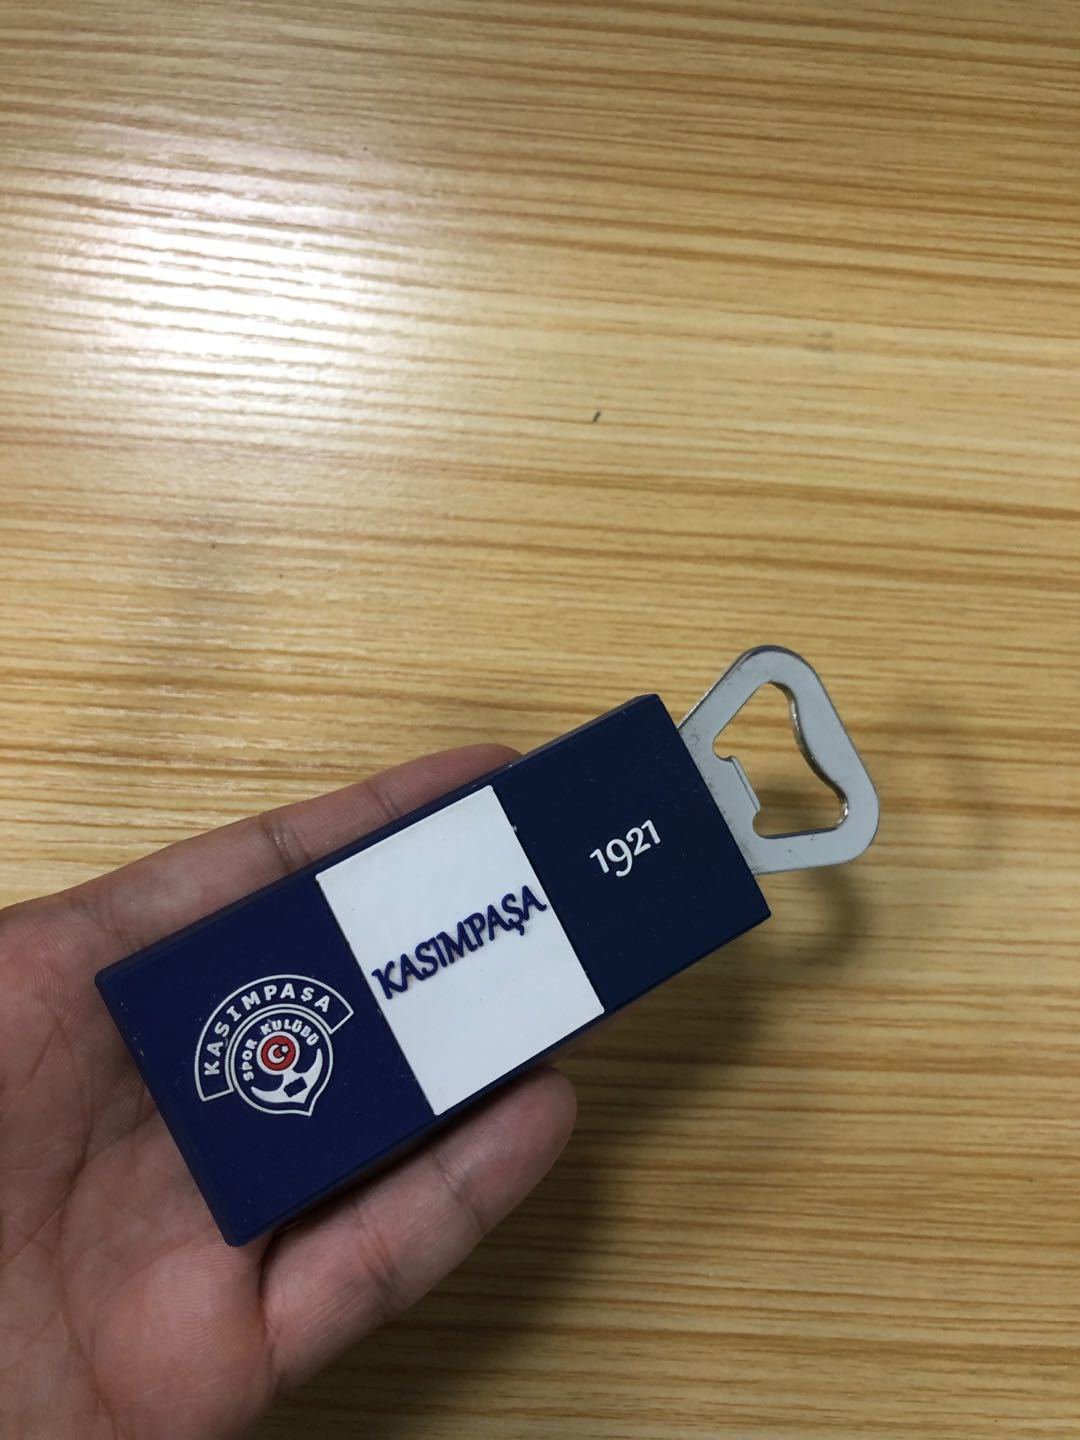 KASIMPAŞA
SPOR KULÜBÜ
KASIMPAŞA
1921